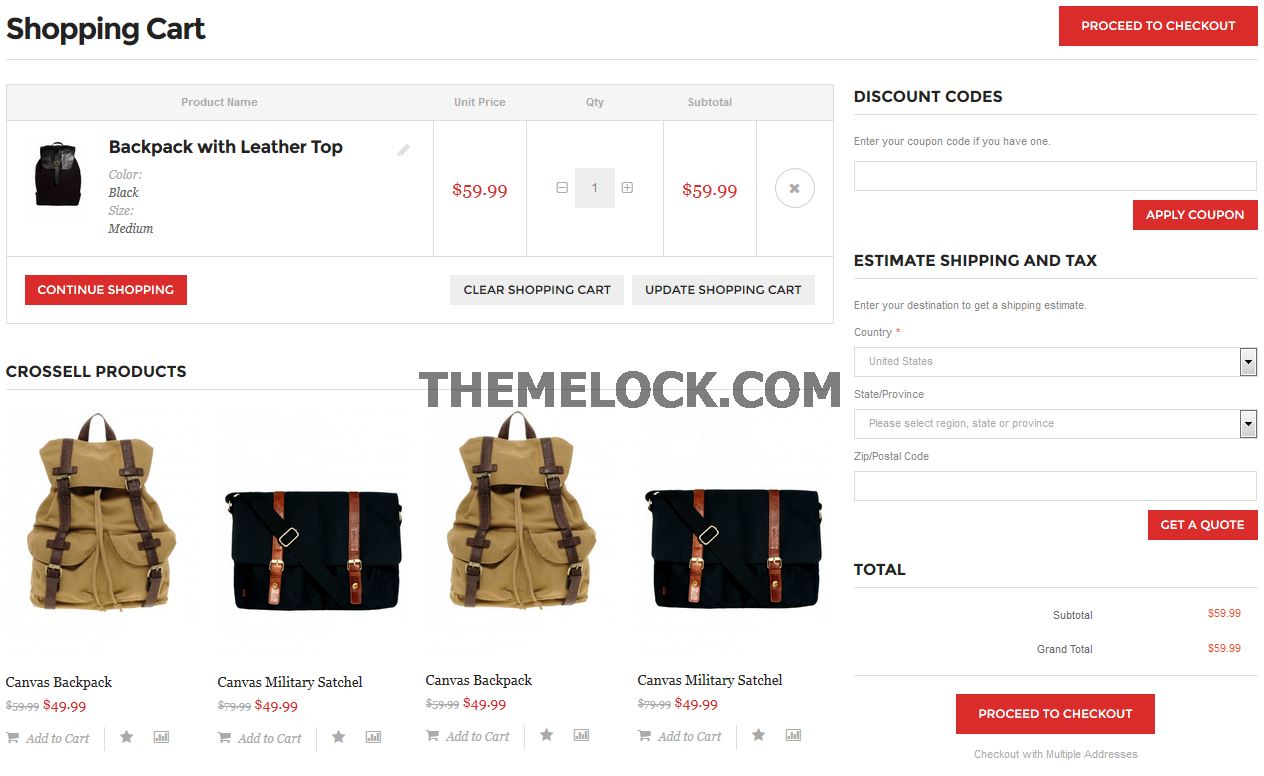 Shopping Cart
PROCEED TO CHECKOUT
Product Name Unit Price Qty Subtotal
Backpack with Leather Top
Color:
Black
Size:
Medium
$59.99 1 $59.99
CONTINUE SHOPPING CLEAR SHOPPING CART UPDATE SHOPPING CART
DISCOUNT CODES
Enter your coupon code if you have one.
APPLY COUPON
ESTIMATE SHIPPING AND TAX
Enter your destination to get a shipping estimate.
Country *
United States
State/Province
Please select region, state or province
Zip/Postal Code
GET A QUOTE
TOTAL
Subtotal $59.99
Grand Total $59.99
PROCEED TO CHECKOUT
Checkout with Multiple Addresses
CROSSELL PRODUCTS
THEMELOCK.COM
Canvas Backpack
$59.99 $49.99
Add to Cart
Canvas Military Satchel
$79.99 $49.99
Add to Cart
Canvas Backpack
$59.99 $49.99
Add to Cart
Canvas Military Satchel
$79.99 $49.99
Add to Cart